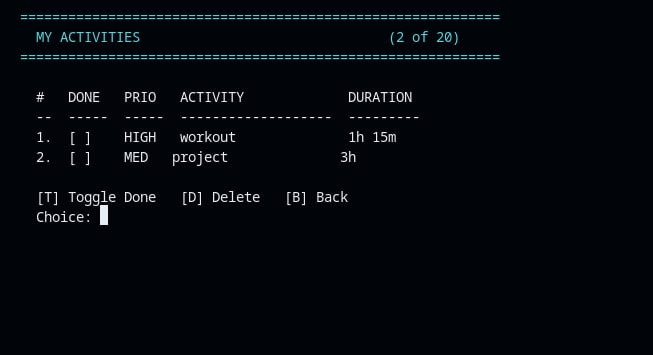 ============================================================
  MY ACTIVITIES                               (2 of 20)
============================================================
  #   DONE   PRIO   ACTIVITY             DURATION
  --  -----  -----  -------------------  ---------
  1.  [ ]    HIGH   workout              1h 15m
  2.  [ ]    MED   project              3h
  [T] Toggle Done   [D] Delete   [B] Back
  Choice: